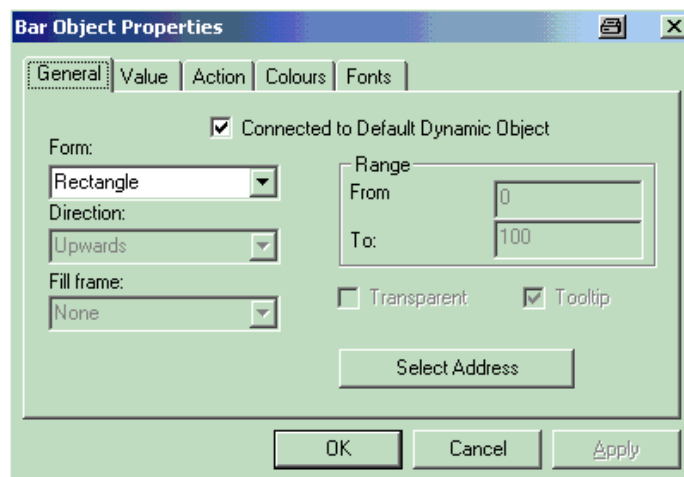 Bar Object Properties
General Value Action Colours Fonts
Connected to Default Dynamic Object
Form:
Rectangle
Direction:
Upwards
Fill frame:
None
Range
From 0
To: 100
Transparent Tooltip
Select Address
OK Cancel Apply